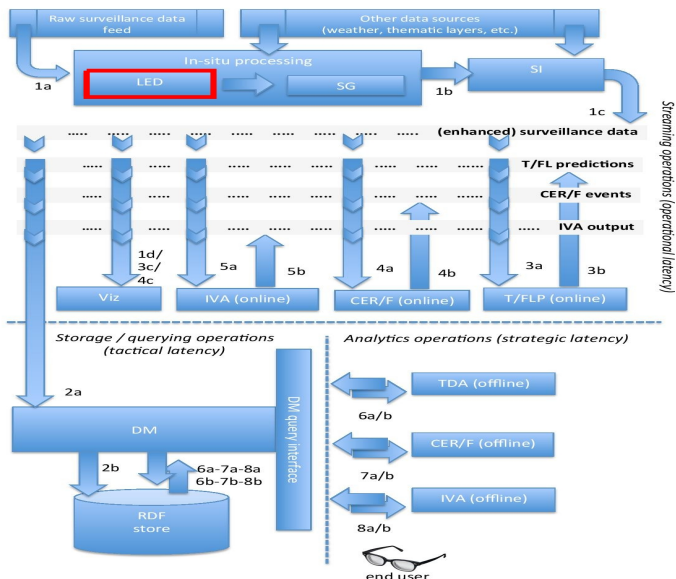 Raw surveillance data
feed
Other data sources
(weather, thematic layers, etc.)
In-situ processing
LED
SG
SI
1a
1b
1c
(enhanced) surveillance data
T/FL predictions
CER/F events
IVA output
Streaming operations (operational latency)
1d/
3c/
4c
5a
5b
4a
4b
3a
3b
Viz
IVA (online)
CER/F (online)
T/FLP (online)
Storage / querying operations
(tactical latency)
Analytics operations (strategic latency)
2a
DM
DM query interface
2b
6a-7a-8a
6b-7b-8b
RDF
store
TDA (offline)
6a/b
CER/F (offline)
7a/b
IVA (offline)
8a/b
end user